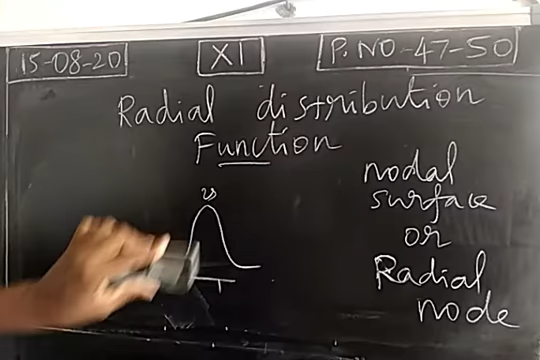 15-08-20
XI
P.NO-47-50
Radial distribution
Function
nodal
surface
or
Radial
node